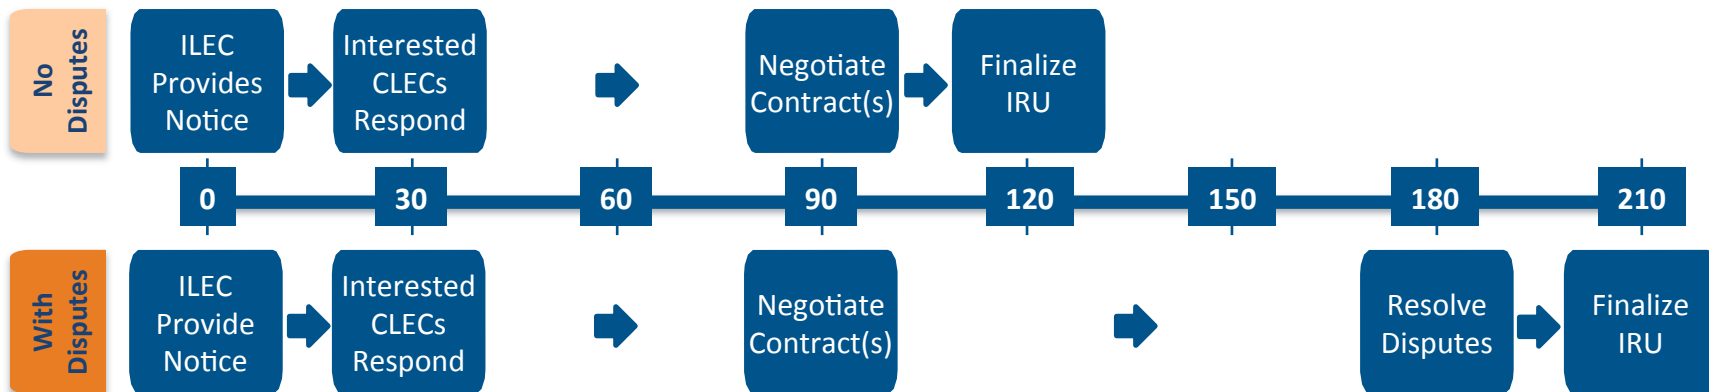 No
Disputes
ILEC
Provides
Notice
Interested
CLECs
Respond
Negotiate
Contract(s)
Finalize
IRU
0
30
60
90
120
150
180
210
With
Disputes
ILEC
Provide
Notice
Interested
CLECs
Respond
Negotiate
Contract(s)
Resolve
Disputes
Finalize
IRU